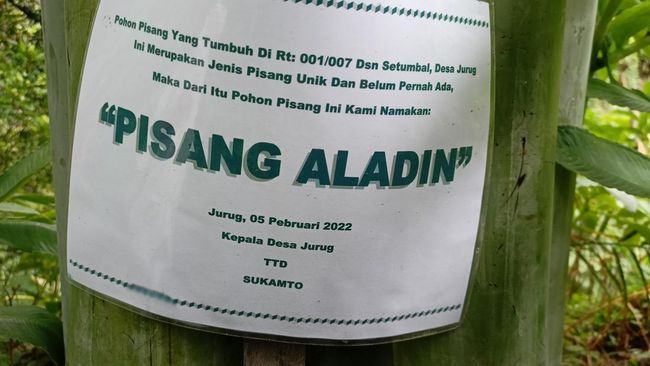 Pohon Pisang Yang Tumbuh Di Rt: 001/007 Dsn Setumbal, Desa Jurug
Ini Merupakan Jenis Pisang Unik Dan Belum Pernah Ada,
Maka Dari Itu Pohon Pisang Ini Kami Namakan:
“PISANG ALADIN”
Jurug, 05 Pebruari 2022
Kepala Desa Jurug
TTD
SUKAMTO